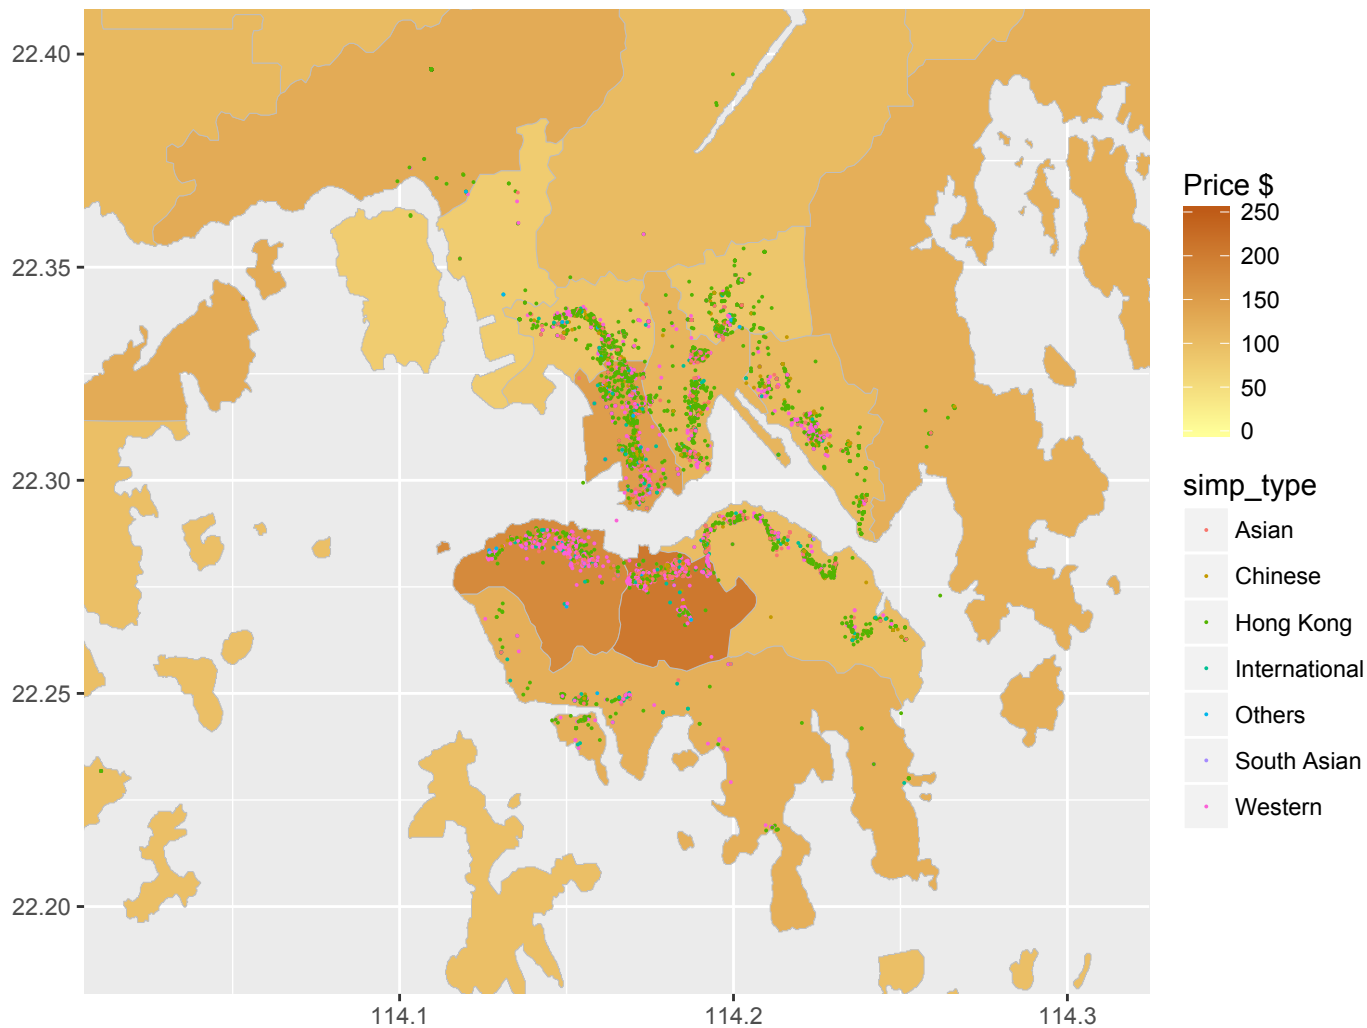 22.40
22.35
22.30
22.25
22.20
114.1
114.2
114.3
Price $
250
200
150
100
50
0
simp_type
Asian
Chinese
Hong Kong
International
Others
South Asian
Western